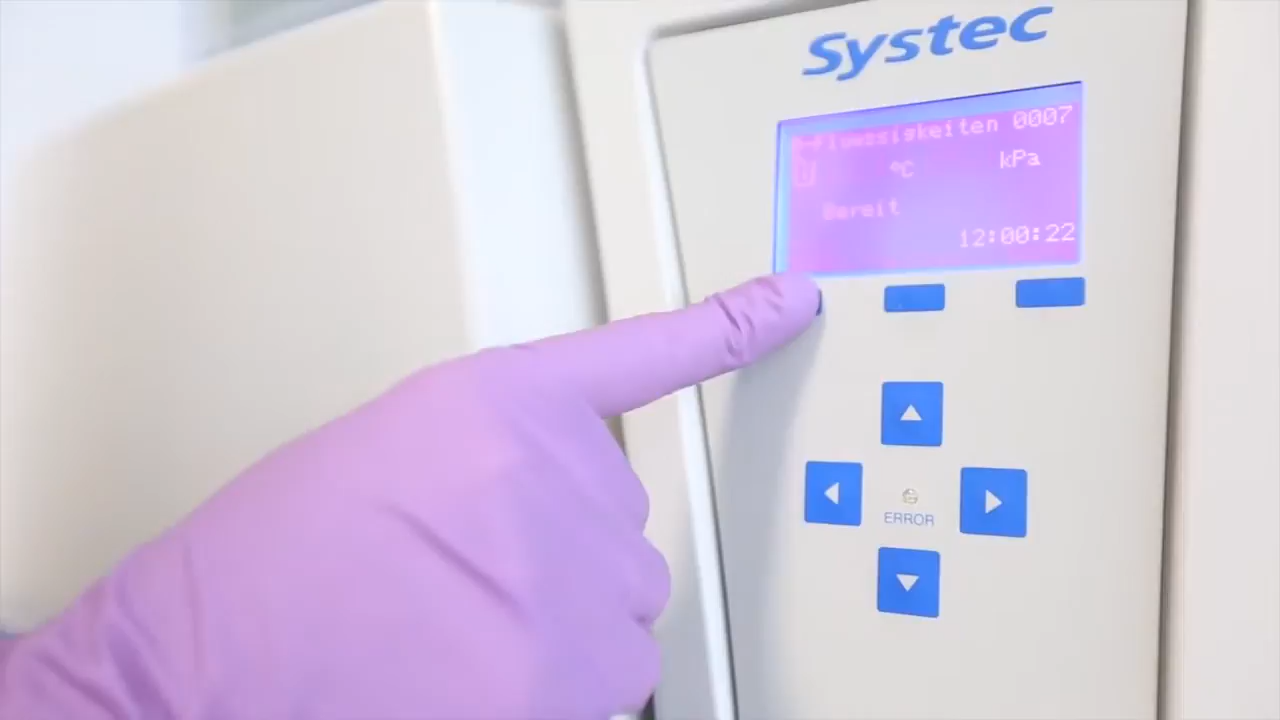 Systec
Flüssigkeiten 0007
°C kPa
Bereit
12:00:22
ERROR